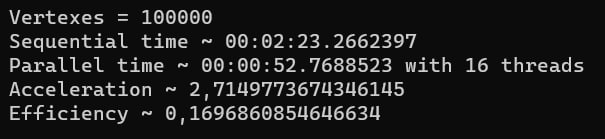 Vertexes = 100000
Sequential time ~ 00:02:23.2662397
Parallel time ~ 00:00:52.7688523 with 16 threads
Acceleration ~ 2,7149773674346145
Efficiency ~ 0,1696860854646634